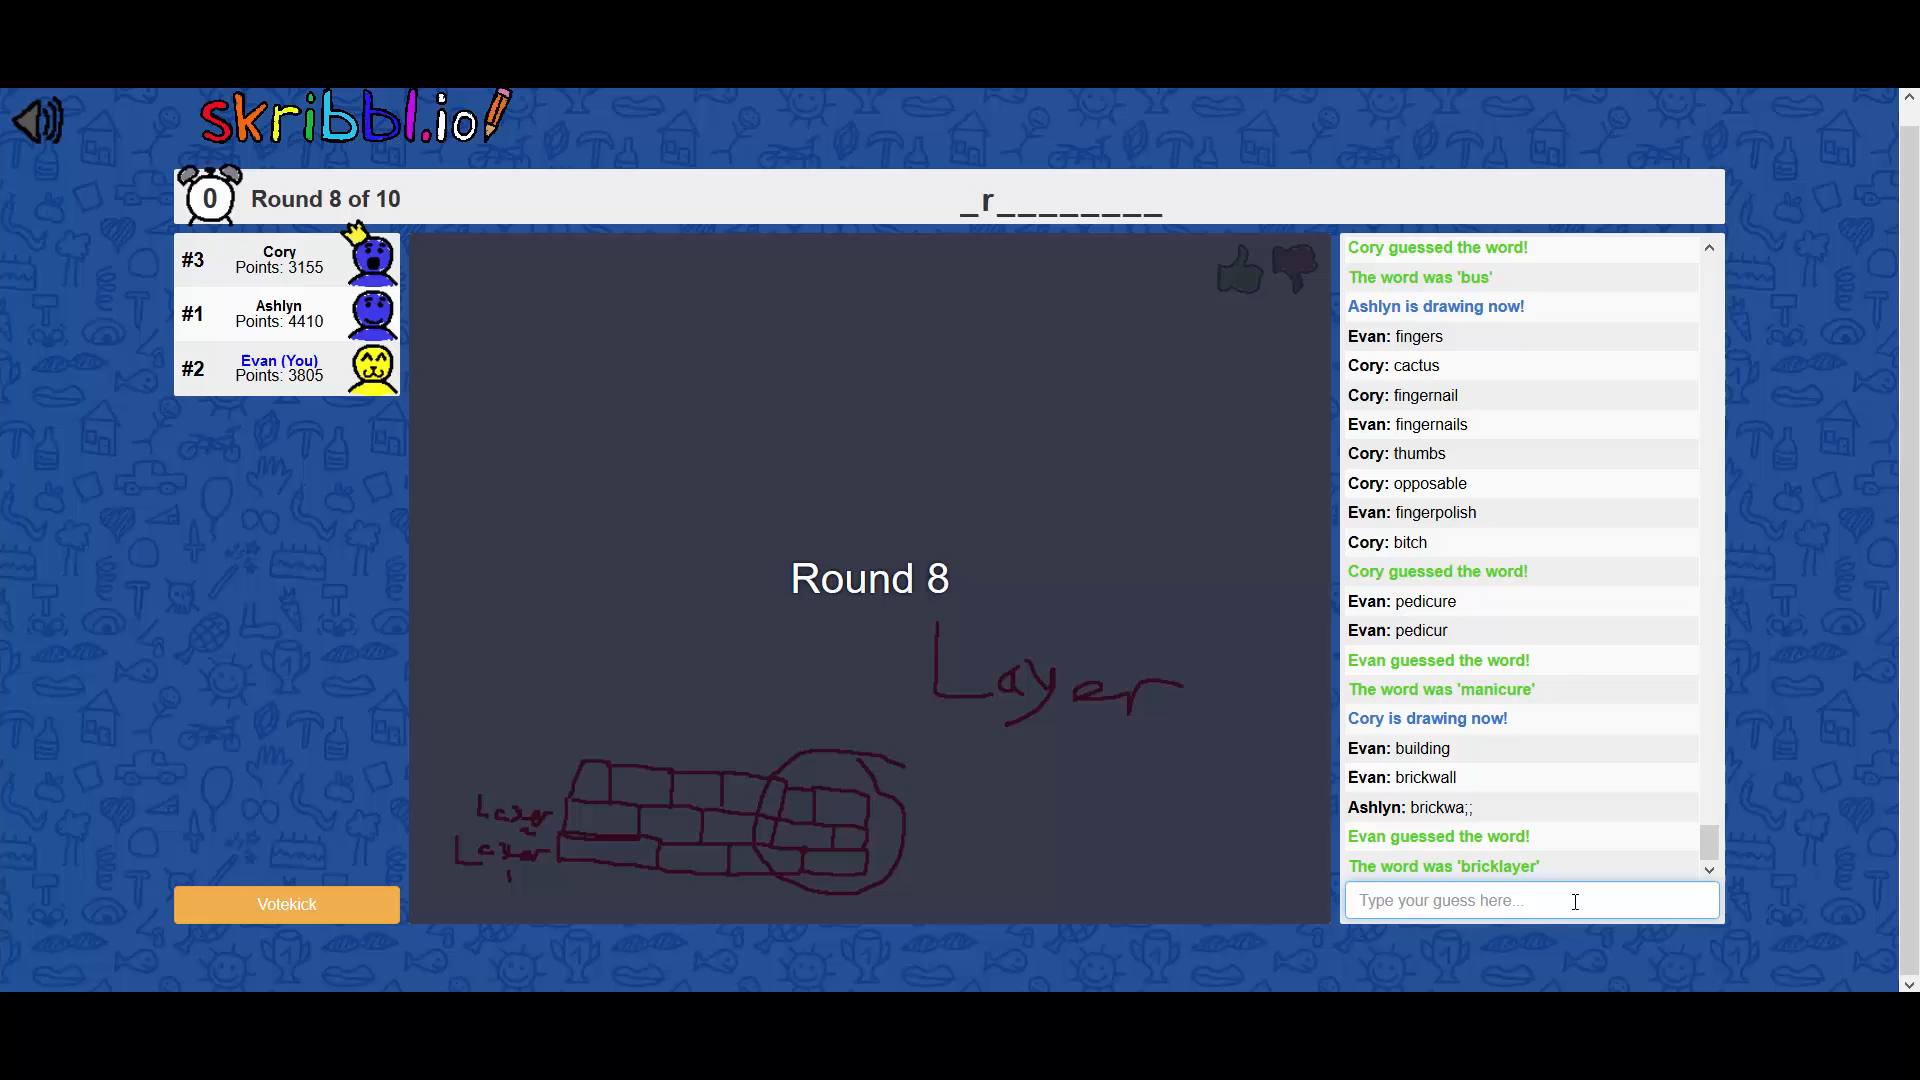 skribbl.io
0
Round 8 of 10
_r________
#3
Cory
Points: 3155
#1
Ashlyn
Points: 4410
#2
Evan (You)
Points: 3805
Votekick
Round 8
Layer
Layer
2
Layer
1
Cory guessed the word!
The word was 'bus'
Ashlyn is drawing now!
Evan: fingers
Cory: cactus
Cory: fingernail
Evan: fingernails
Cory: thumbs
Cory: opposable
Evan: fingerpolish
Cory: bitch
Cory guessed the word!
Evan: pedicure
Evan: pedicur
Evan guessed the word!
The word was 'manicure'
Cory is drawing now!
Evan: building
Evan: brickwall
Ashlyn: brickwa;;
Evan guessed the word!
The word was 'bricklayer'
Type your guess here...